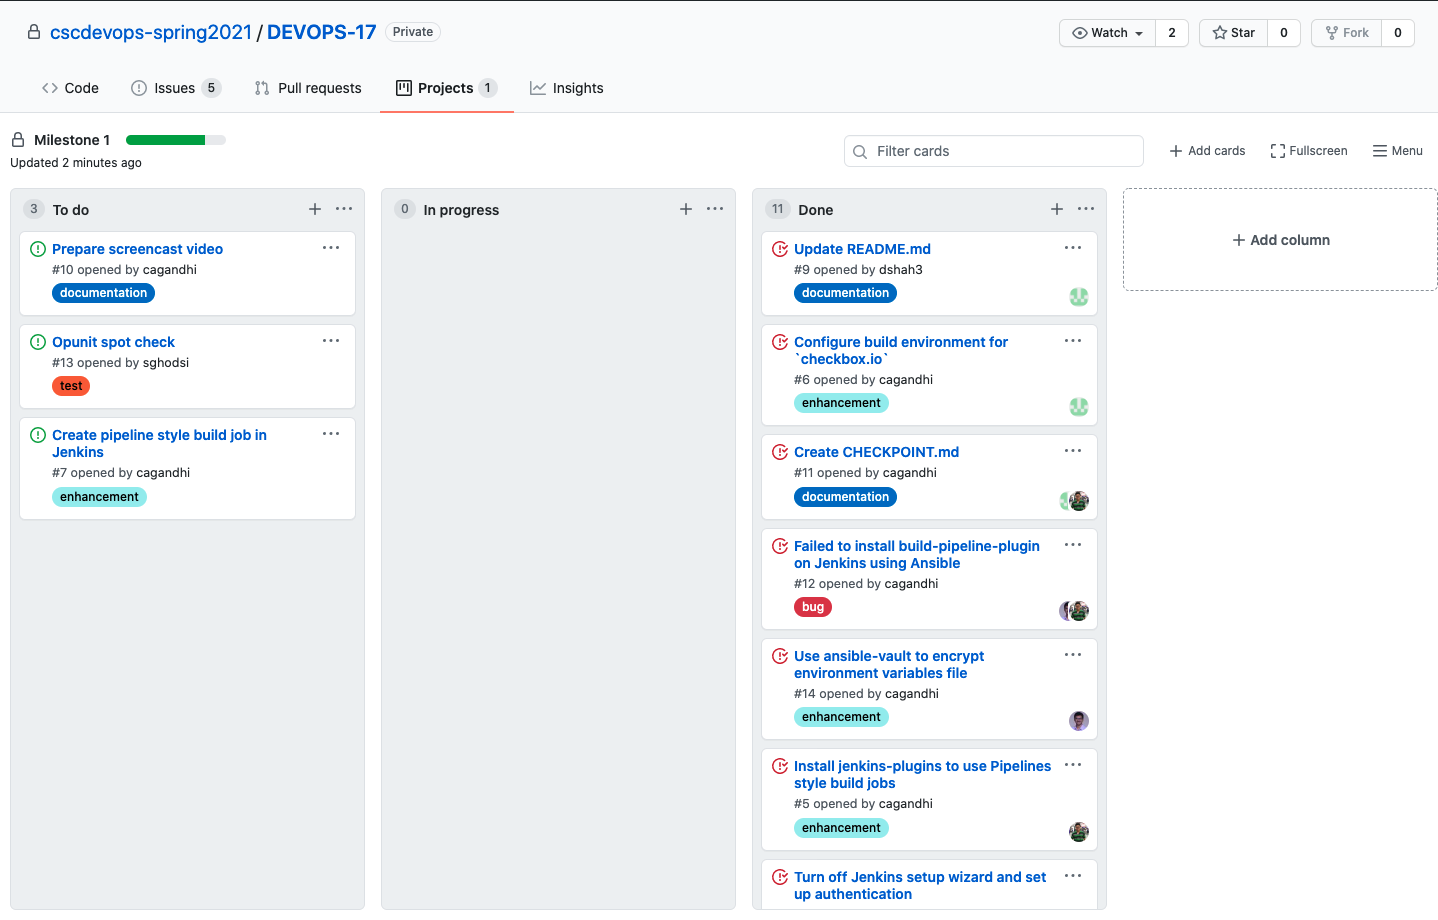 cscdevops-spring2021 / DEVOPS-17 Private
Watch 2 Star 0 Fork 0
Code Issues 5 Pull requests Projects 1 Insights
Milestone 1
Updated 2 minutes ago
Filter cards
Add cards Fullscreen Menu
3 To do
Prepare screencast video
#10 opened by cagandhi
documentation
Opunit spot check
#13 opened by sghodsi
test
Create pipeline style build job in
Jenkins
#7 opened by cagandhi
enhancement
0 In progress
11 Done
Update README.md
#9 opened by dshah3
documentation
Configure build environment for
`checkbox.io`
#6 opened by cagandhi
enhancement
Create CHECKPOINT.md
#11 opened by cagandhi
documentation
Failed to install build-pipeline-plugin
on Jenkins using Ansible
#12 opened by cagandhi
bug
Use ansible-vault to encrypt
environment variables file
#14 opened by cagandhi
enhancement
Install jenkins-plugins to use Pipelines
style build jobs
#5 opened by cagandhi
enhancement
Turn off Jenkins setup wizard and set
up authentication
Add column